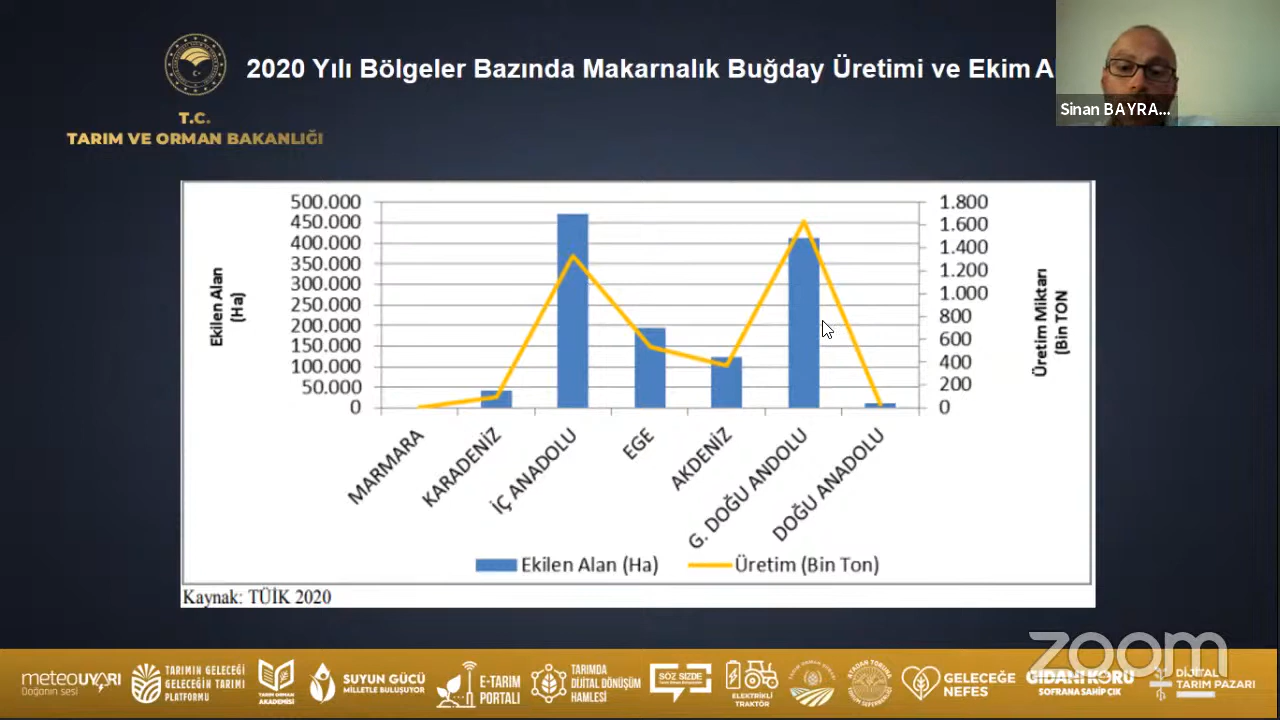 2020 Yılı Bölgeler Bazında Makarnalık Buğday Üretimi ve Ekim A
Sinan BAYRA...
T.C.
TARIM VE ORMAN BAKANLIĞI
500.000
450.000
400.000
350.000
300.000
250.000
200.000
150.000
100.000
50.000
0
Ekilen Alan
(Ha)
1.800
1.600
1.400
1.200
1.000
800
600
400
200
0
Üretim Miktarı
(Bin TON
MARMARA
KARADENİZ
İÇ ANADOLU
EGE
AKDENİZ
G. DOĞU ANDOLU
DOĞU ANADOLU
Ekilen Alan (Ha)
Üretim (Bin Ton)
Kaynak: TÜİK 2020
zoom
meteoUYARI
Doğanın sesi
TARIMIN GELECEĞİ
GELECEĞİN TARIMI
PLATFORMU
TARIM ORMAN
AKADEMİSİ
SUYUN GÜCÜ
MİLLETLE BULUŞUYOR
E-TARIM
PORTALI
TARIMDA
DİJİTAL DÖNÜŞÜM
HAMLESİ
SÖZ SİZDE
ELEKTRİKLİ
TRAKTÖR
GELECEĞE
NEFES
GIDANI KORU
SOFRANA SAHİP ÇIK
DİJİTAL
TARIM PAZARI